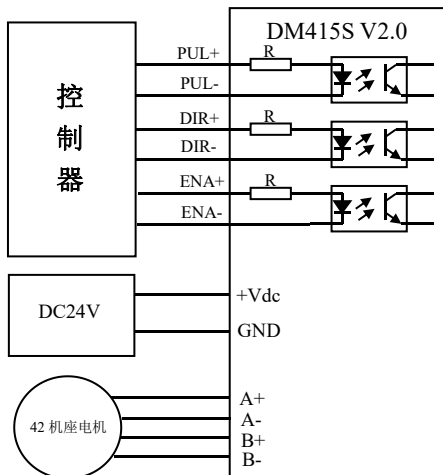 DM415S V2.0
控
制
器
PUL+
R
PUL-
DIR+
R
DIR-
ENA+
R
ENA-
DC24V
+Vdc
GND
42 机座电机
A+
A-
B+
B-